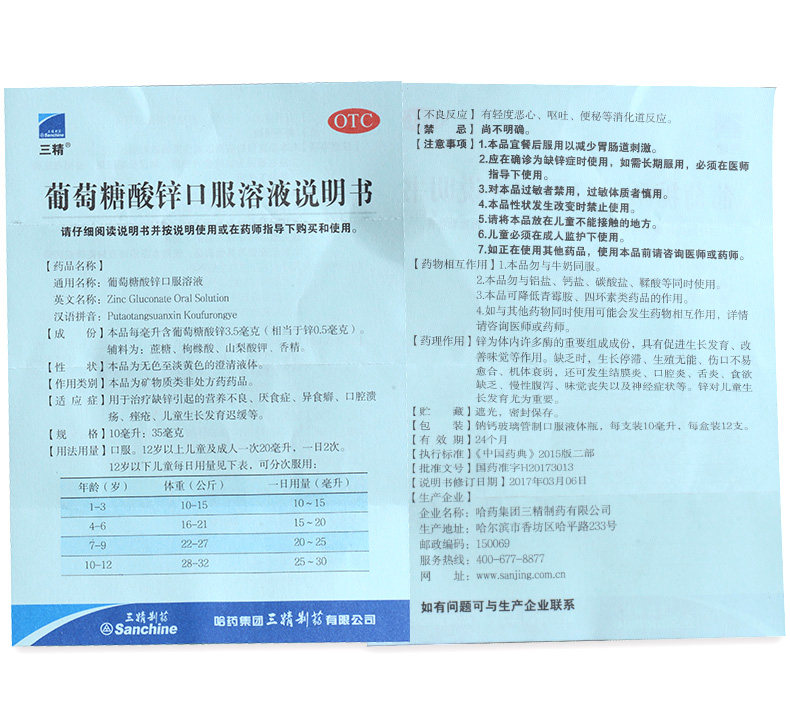 三精制药
Sanchine
三精®
OTC
葡萄糖酸锌口服溶液说明书
请仔细阅读说明书并按说明使用或在药师指导下购买和使用。
【药品名称】
通用名称：葡萄糖酸锌口服溶液
英文名称：Zinc Gluconate Oral Solution
汉语拼音：Putaotangsuanxin Koufurongye
【成　份】本品每毫升含葡萄糖酸锌3.5毫克（相当于锌0.5毫克）。
辅料为：蔗糖、枸橼酸、山梨酸钾、香精。
【性　状】本品为无色至淡黄色的澄清液体。
【作用类别】本品为矿物质类非处方药药品。
【适 应 症】用于治疗缺锌引起的营养不良、厌食症、异食癖、口腔溃
疡、痤疮、儿童生长发育迟缓等。
【规　格】10毫升：35毫克
【用法用量】口服。12岁以上儿童及成人一次20毫升，一日2次。
12岁以下儿童每日用量见下表，可分次服用：
年龄（岁） 体重（公斤） 一日用量（毫升）
1-3 10-15 10～15
4-6 16-21 15～20
7-9 22-27 20～25
10-12 28-32 25～30
三精制药
Sanchine
哈药集团三精制药有限公司
【不良反应】有轻度恶心、呕吐、便秘等消化道反应。
【禁　忌】尚不明确。
【注意事项】1.本品宜餐后服用以减少胃肠道刺激。
2.应在确诊为缺锌症时使用，如需长期服用，必须在医师
指导下使用。
3.对本品过敏者禁用，过敏体质者慎用。
4.本品性状发生改变时禁止使用。
5.请将本品放在儿童不能接触的地方。
6.儿童必须在成人监护下使用。
7.如正在使用其他药品，使用本品前请咨询医师或药师。
【药物相互作用】1.本品勿与牛奶同服。
2.本品勿与铝盐、钙盐、碳酸盐、鞣酸等同时使用。
3.本品可降低青霉胺、四环素类药品的作用。
4.如与其他药物同时使用可能会发生药物相互作用，详情
请咨询医师或药师。
【药理作用】锌为体内许多酶的重要组成成份，具有促进生长发育、改
善味觉等作用。缺乏时，生长停滞、生殖无能、伤口不易
愈合、机体衰弱，还可发生结膜炎、口腔炎、舌炎、食欲
缺乏、慢性腹泻、味觉丧失以及神经症状等。锌对儿童生
长发育尤为重要。
【贮　藏】遮光，密封保存。
【包　装】钠钙玻璃管制口服液体瓶，每支装10毫升，每盒装12支。
【有 效 期】24个月
【执行标准】《中国药典》2015版二部
【批准文号】国药准字H20173013
【说明书修订日期】2017年03月06日
【生产企业】
企业名称：哈药集团三精制药有限公司
生产地址：哈尔滨市香坊区哈平路233号
邮政编码：150069
服务热线：400-677-8877
网　址：www.sanjing.com.cn
如有问题可与生产企业联系